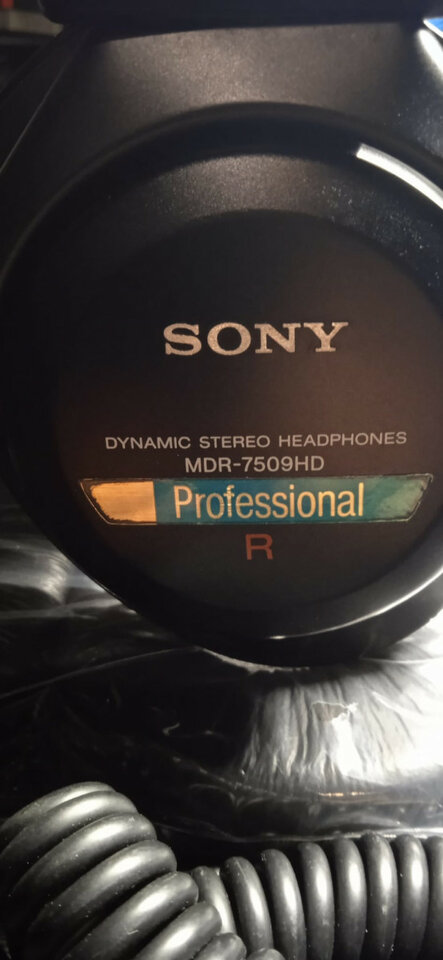 SONY
DYNAMIC STEREO HEADPHONES
MDR-7509HD
Professional
R